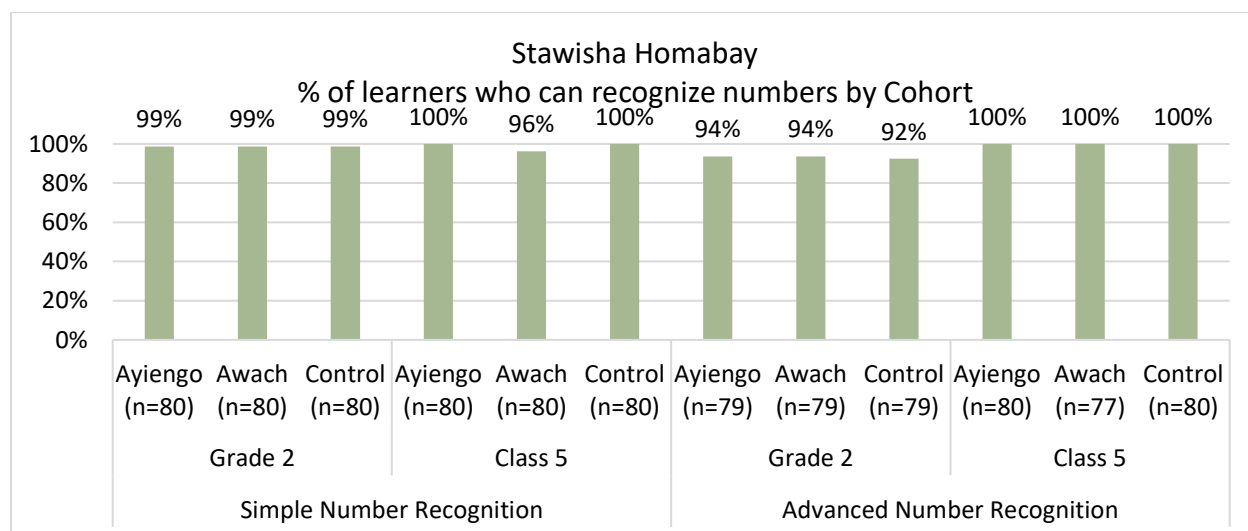 Stawisha Homabay
% of learners who can recognize numbers by Cohort
99% 99% 99% 100% 96% 100% 94% 94% 92% 100% 100% 100%
100%
80%
60%
40%
20%
0%
Ayiengo Awach Control Ayiengo Awach Control Ayiengo Awach Control Ayiengo Awach Control
(n=80) (n=80) (n=80) (n=80) (n=80) (n=80) (n=79) (n=79) (n=79) (n=80) (n=77) (n=80)
Grade 2 Class 5 Grade 2 Class 5
Simple Number Recognition Advanced Number Recognition